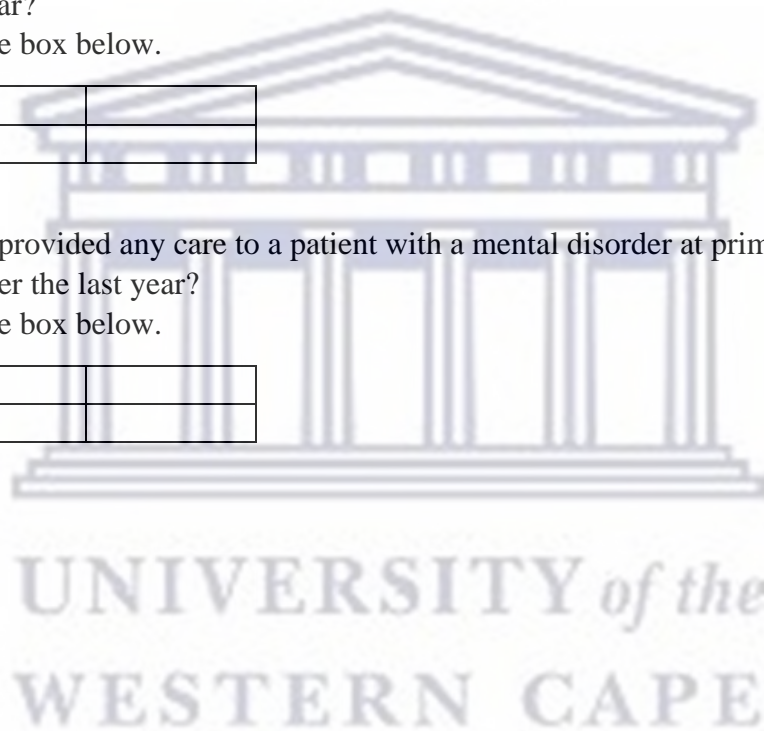 ar?
e box below.
provided any care to a patient with a mental disorder at prim
er the last year?
e box below.
UNIVERSITY of the
WESTERN CAPE